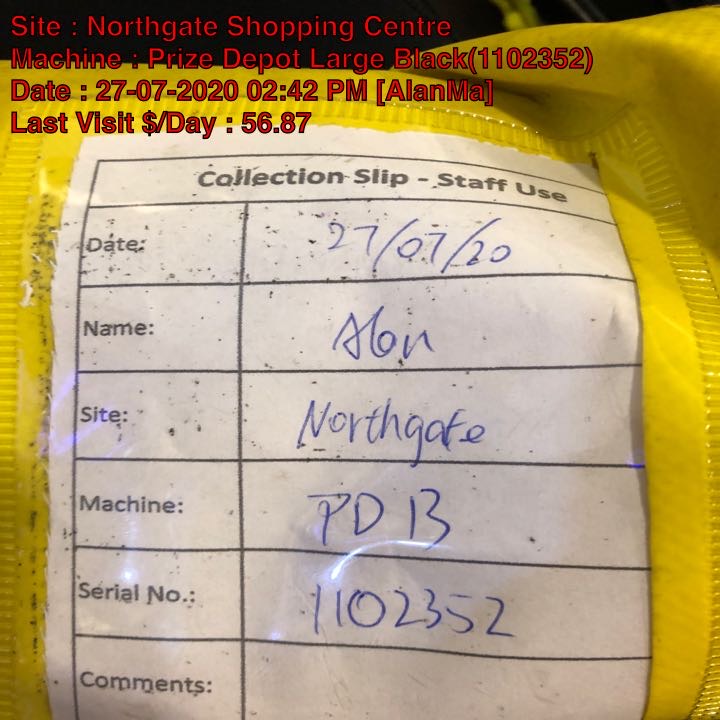 Site : Northgate Shopping Centre
Machine : Prize Depot Large Black(1102352)
Date : 27-07-2020 02:42 PM [AlanMa]
Last Visit $/Day : 56.87
Collection Slip - Staff Use
Date: 27/07/20
Name: Alan
Site: Northgate
Machine: PD B
Serial No.: 1102352
Comments: